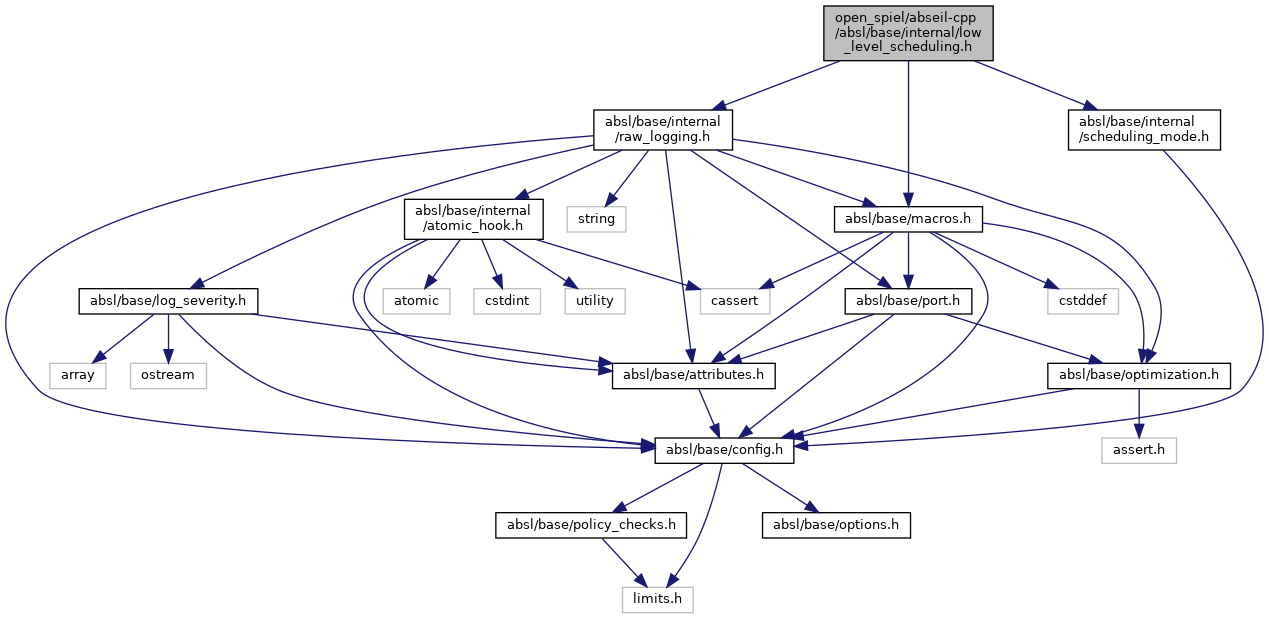 open_spiel/abseil-cpp
/absl/base/internal/low
_level_scheduling.h
absl/base/internal
/raw_logging.h
absl/base/internal
/scheduling_mode.h
absl/base/internal
/atomic_hook.h
string
absl/base/macros.h
absl/base/log_severity.h
atomic
cstdint
utility
cassert
absl/base/port.h
cstddef
array
ostream
absl/base/attributes.h
absl/base/optimization.h
absl/base/config.h
assert.h
absl/base/policy_checks.h
absl/base/options.h
limits.h